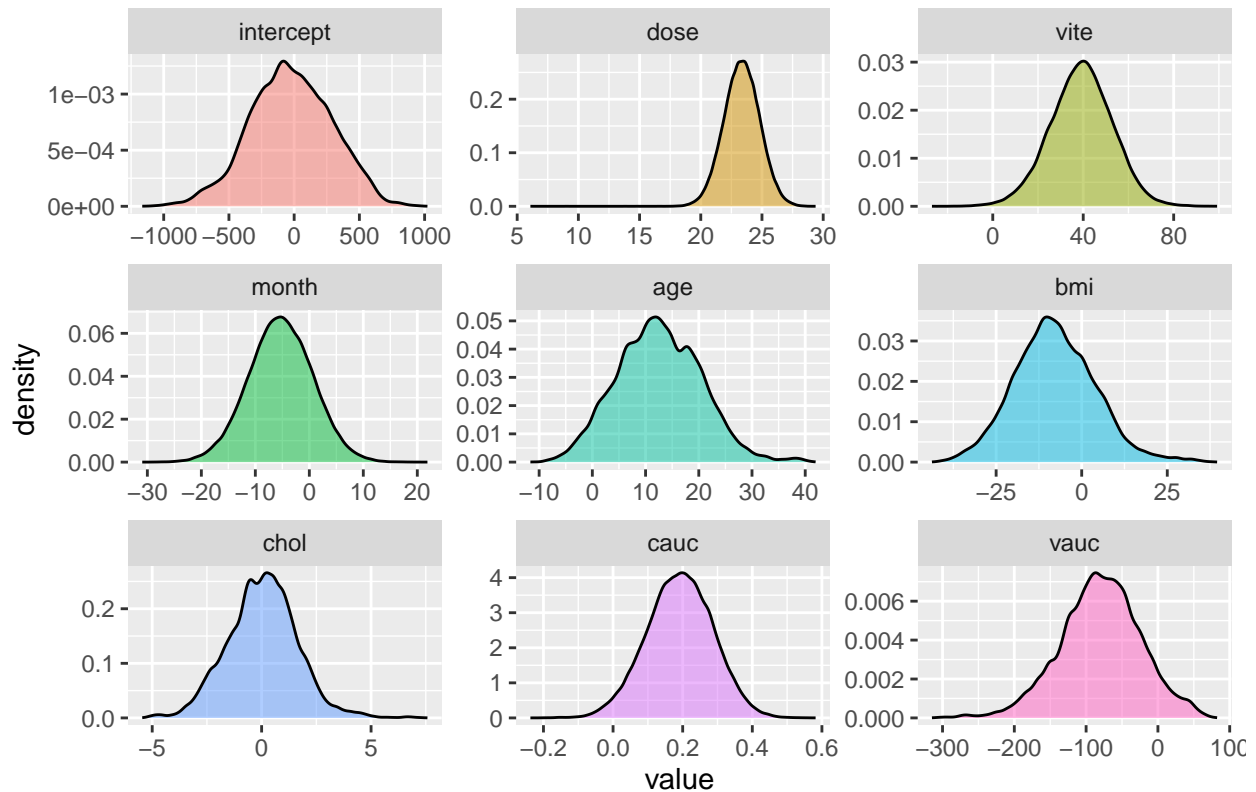 intercept
dose
vite
1e−03
5e−04
0e+00
−1000 −500 0 500 1000
0.2
0.1
0.0
5 10 15 20 25 30
0.03
0.02
0.01
0.00
0 40 80
month
age
bmi
0.06
0.04
0.02
0.00
−30 −20 −10 0 10 20
0.05
0.04
0.03
0.02
0.01
0.00
−10 0 10 20 30 40
0.03
0.02
0.01
0.00
−25 0 25
chol
cauc
vauc
0.2
0.1
0.0
−5 0 5
4
3
2
1
0
−0.2 0.0 0.2 0.4 0.6
0.006
0.004
0.002
0.000
−300 −200 −100 0 100
density
value